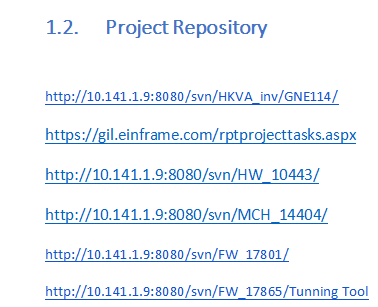 1.2. Project Repository
http://10.141.1.9:8080/svn/HKVA_inv/GNE114/
https://gil.einframe.com/rptprojecttasks.aspx
http://10.141.1.9:8080/svn/HW_10443/
http://10.141.1.9:8080/svn/MCH_14404/
http://10.141.1.9:8080/svn/FW_17801/
http://10.141.1.9:8080/svn/FW_17865/Tunning Tool